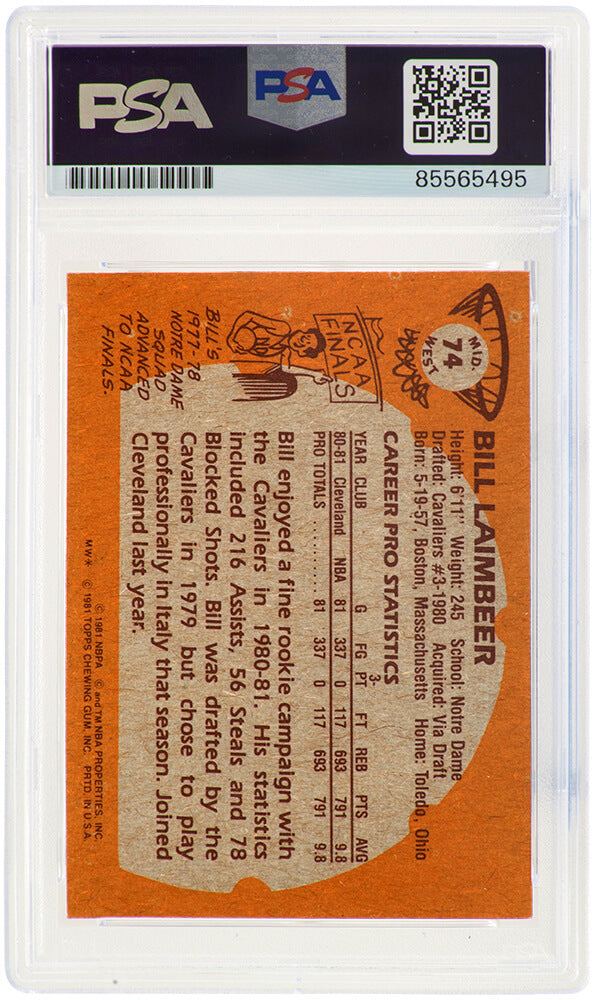 PSA
PSA
85565495
MID.
WEST
74
BILL LAIMBEER
Height: 6'11" Weight: 245 School: Notre Dame
Drafted: Cavaliers #3-1980 Acquired: Via Draft
Born: 5-19-57, Boston, Massachusetts Home: Toledo, Ohio
CAREER PRO STATISTICS
3-
YEAR CLUB G FG PT FT REB PTS AVG
80-81 Cleveland NBA 81 337 0 117 693 791 9.8
PRO TOTALS ........... 81 337 0 117 693 791 9.8
NCAA
FINALS
BILL'S
1977-78
NOTRE DAME
SQUAD
ADVANCED
TO NCAA
FINALS.
Bill enjoyed a fine rookie campaign with
the Cavaliers in 1980-81. His statistics
included 216 Assists, 56 Steals and 78
Blocked Shots. Bill was drafted by the
Cavaliers in 1979 but chose to play
professionally in Italy that season. Joined
Cleveland last year.
© 1981 NBPA © and TM NBA PROPERTIES, INC.
MW* © 1981 TOPPS CHEWING GUM, INC. PRTD. IN U.S.A.